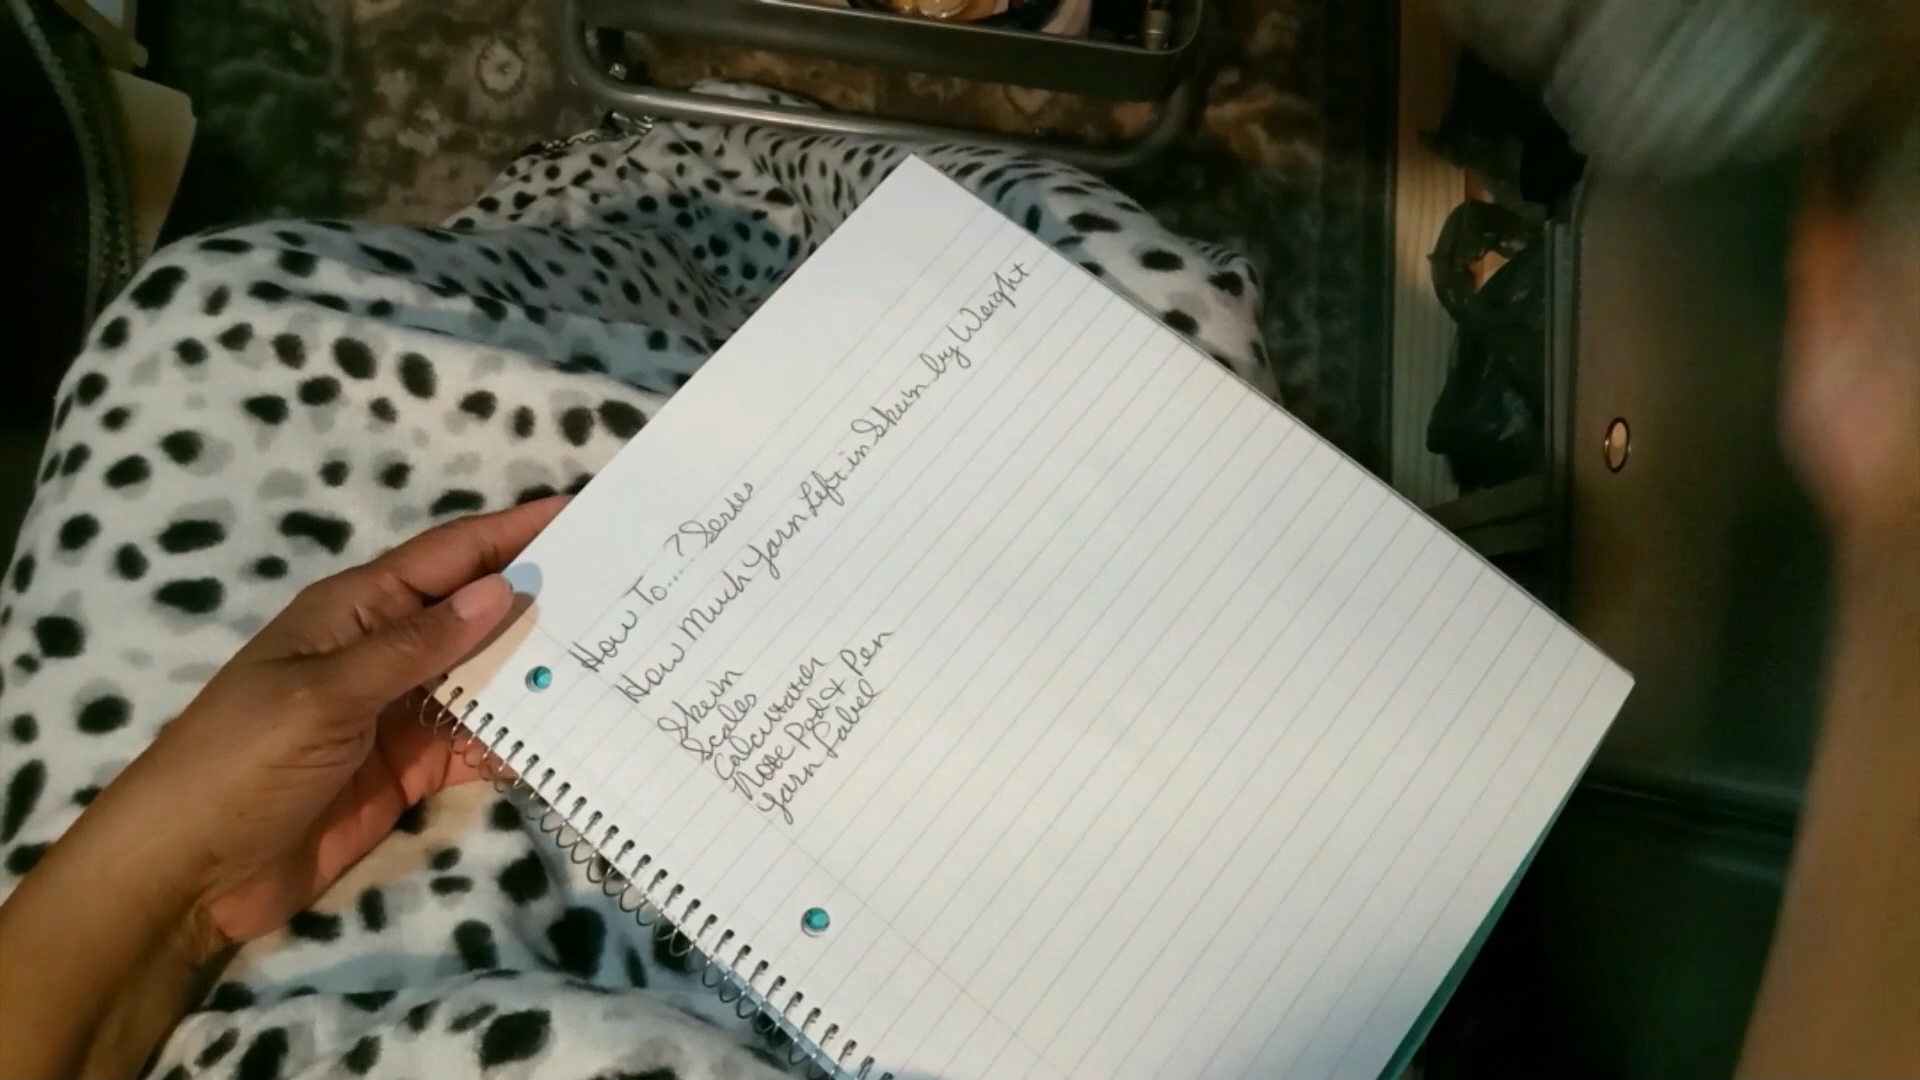 How To...? Series
How Much Yarn Left in Skein by Weight
Skein
Scales
Calculator
Note Pad & Pen
Yarn Label